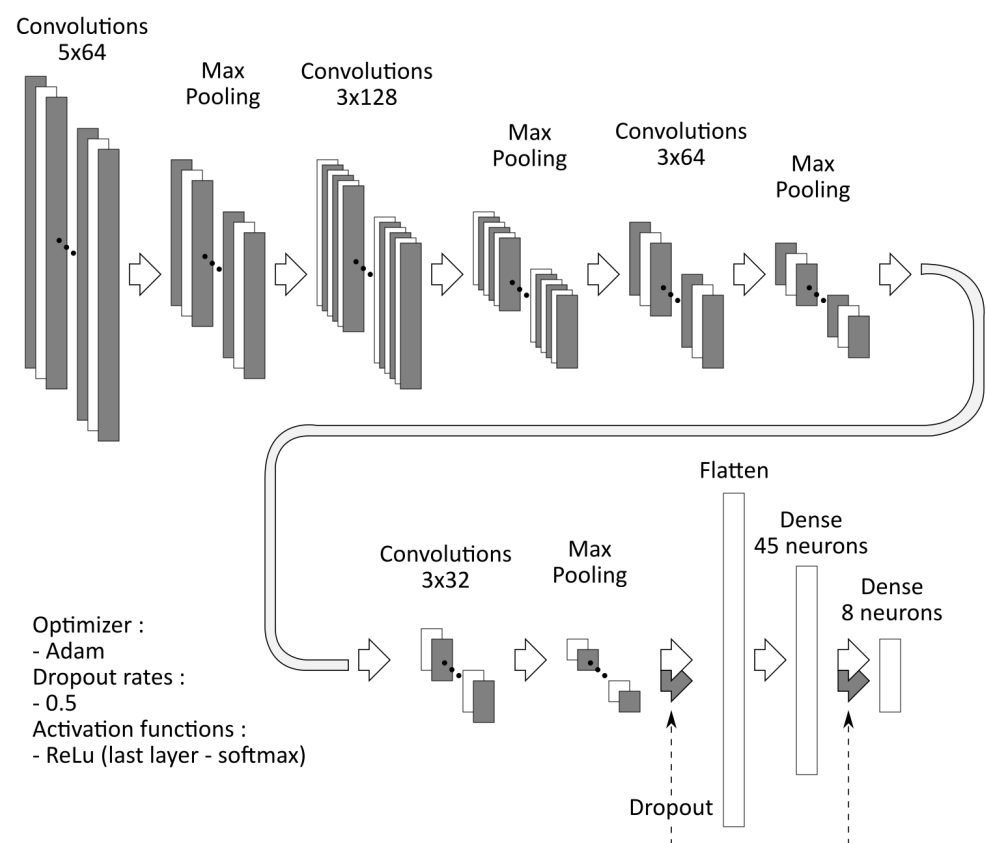 Convolutions
5x64
Max
Pooling
Convolutions
3x128
Max
Pooling
Convolutions
3x64
Max
Pooling
Convolutions
3x32
Max
Pooling
Flatten
Dense
45 neurons
Dense
8 neurons
Optimizer :
- Adam
Dropout rates :
- 0.5
Activation functions :
- ReLu (last layer - softmax)
Dropout